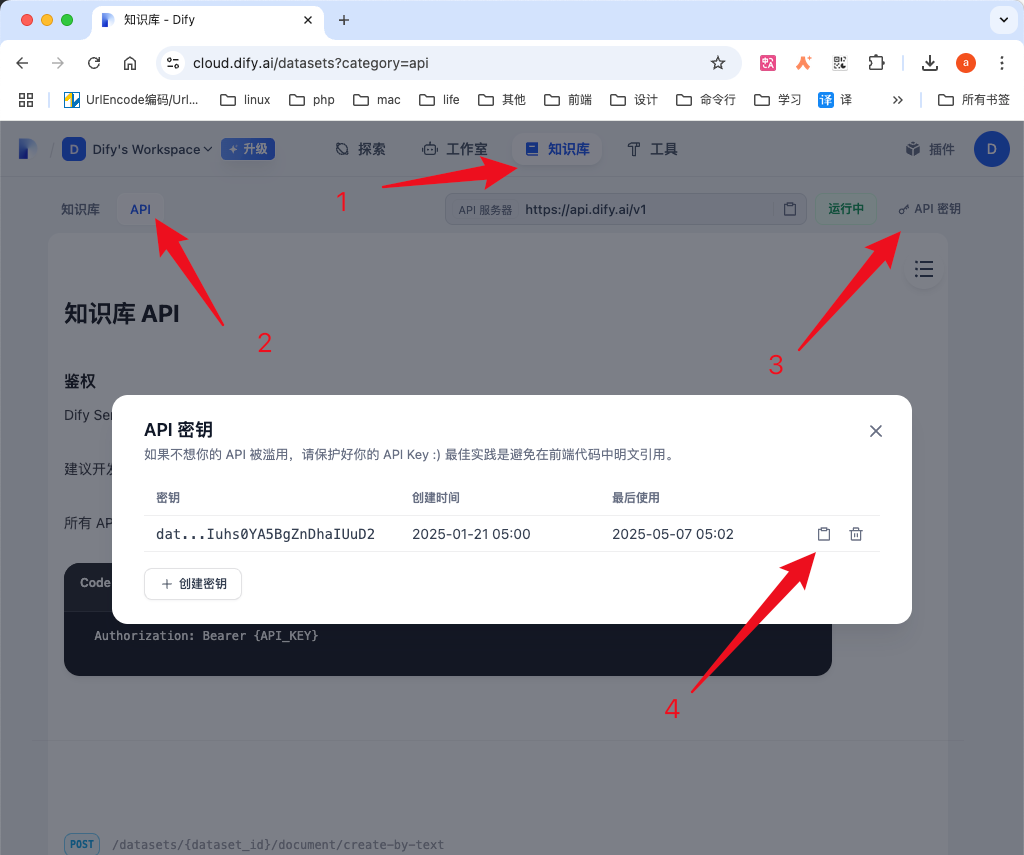 知识库 - Dify
cloud.dify.ai/datasets?category=api
a
UrlEncode编码/Url...
linux
php
mac
life
其他
前端
设计
命令行
学习
译 译
所有书签
D Dify's Workspace
升级
探索
工作室
知识库
工具
插件
D
1
知识库
API
API 服务器 https://api.dify.ai/v1
运行中
API 密钥
2
3
知识库 API
鉴权
Dify Ser
建议开发
所有 AP
API 密钥
如果不想你的 API 被滥用，请保护好你的 API Key :) 最佳实践是避免在前端代码中明文引用。
密钥 创建时间 最后使用
dat...Iuhs0YA5BgZnDhaIUuD2 2025-01-21 05:00 2025-05-07 05:02
+ 创建密钥
Code
Authorization: Bearer {API_KEY}
4
POST /datasets/{dataset_id}/document/create-by-text